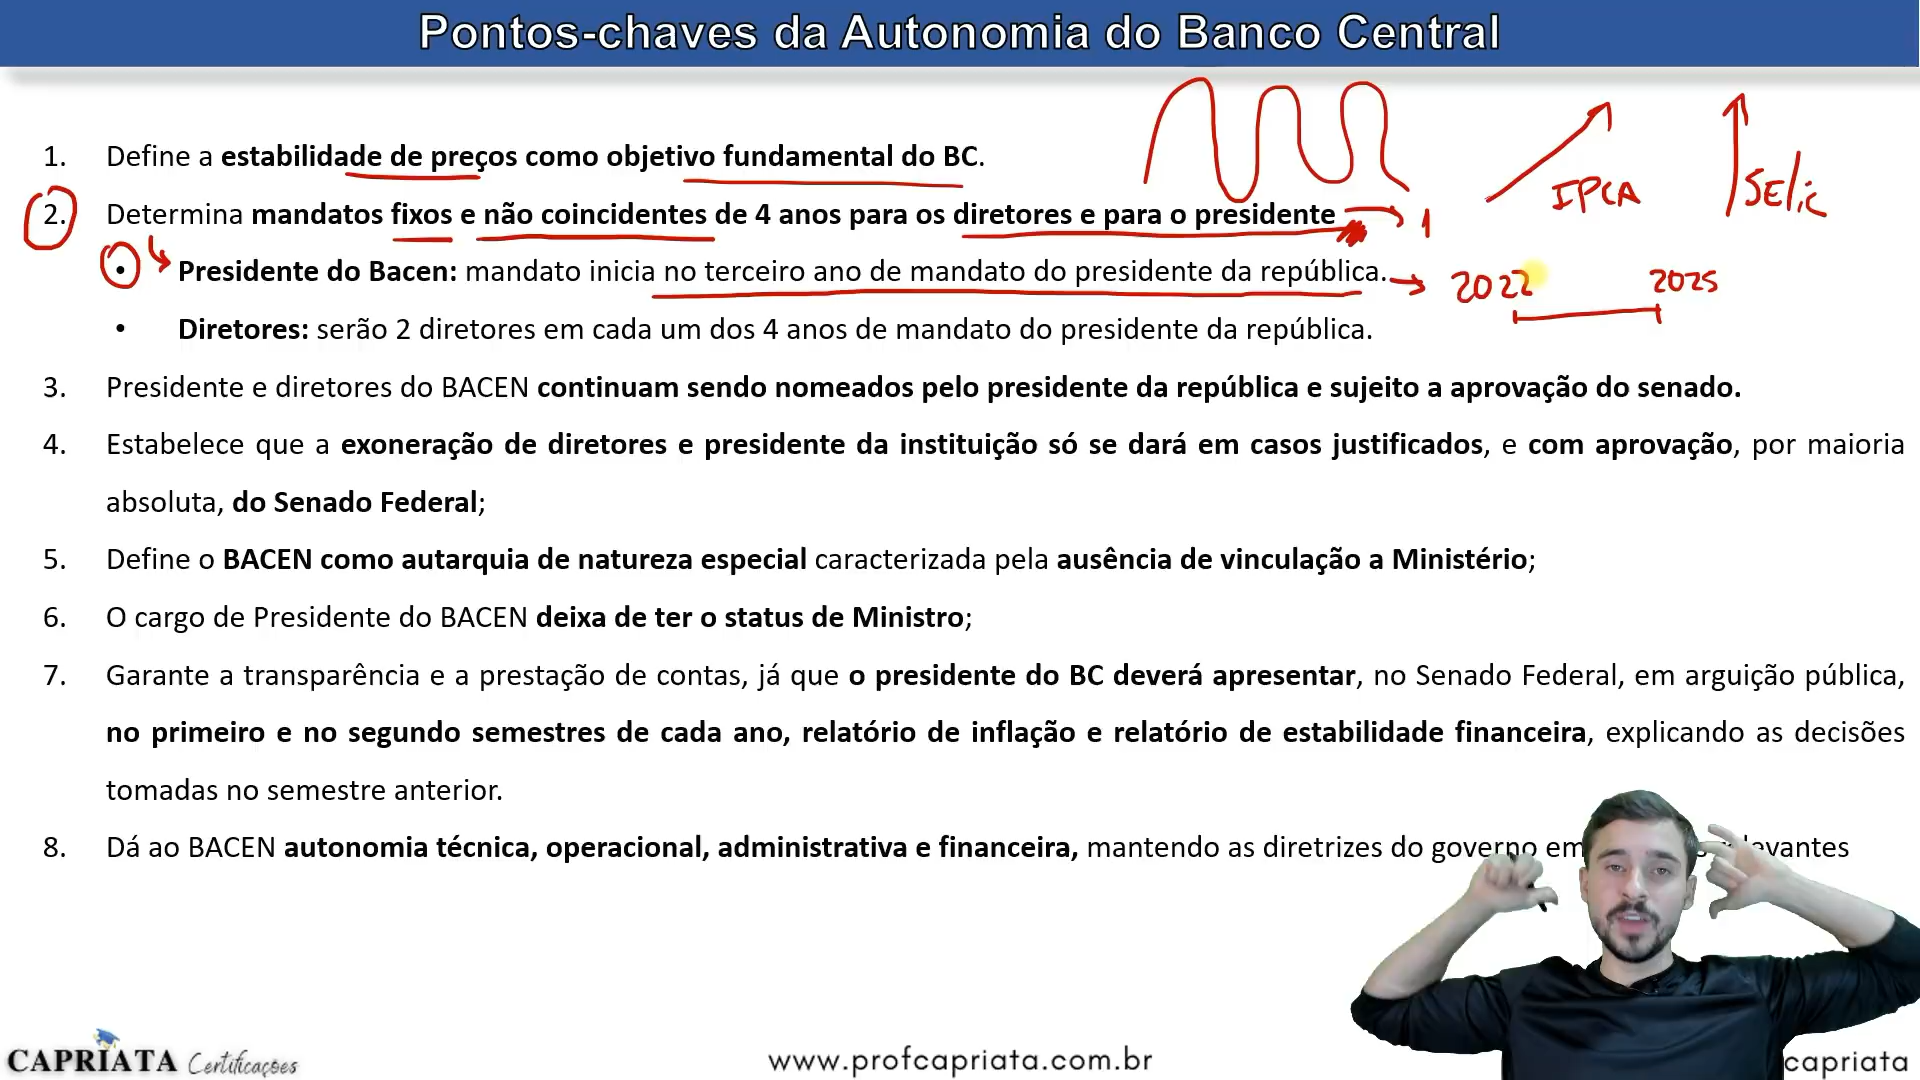 Pontos-chaves da Autonomia do Banco Central
1. Define a estabilidade de preços como objetivo fundamental do BC.
IPCA
Selic
2. Determina mandatos fixos e não coincidentes de 4 anos para os diretores e para o presidente
1
• Presidente do Bacen: mandato inicia no terceiro ano de mandato do presidente da república.
2022
2025
• Diretores: serão 2 diretores em cada um dos 4 anos de mandato do presidente da república.
3. Presidente e diretores do BACEN continuam sendo nomeados pelo presidente da república e sujeito a aprovação do senado.
4. Estabelece que a exoneração de diretores e presidente da instituição só se dará em casos justificados, e com aprovação, por maioria
absoluta, do Senado Federal;
5. Define o BACEN como autarquia de natureza especial caracterizada pela ausência de vinculação a Ministério;
6. O cargo de Presidente do BACEN deixa de ter o status de Ministro;
7. Garante a transparência e a prestação de contas, já que o presidente do BC deverá apresentar, no Senado Federal, em arguição pública,
no primeiro e no segundo semestres de cada ano, relatório de inflação e relatório de estabilidade financeira, explicando as decisões
tomadas no semestre anterior.
8. Dá ao BACEN autonomia técnica, operacional, administrativa e financeira, mantendo as diretrizes do governo em
CAPRIATA Certificações
www.profcapriata.com.br
capriata